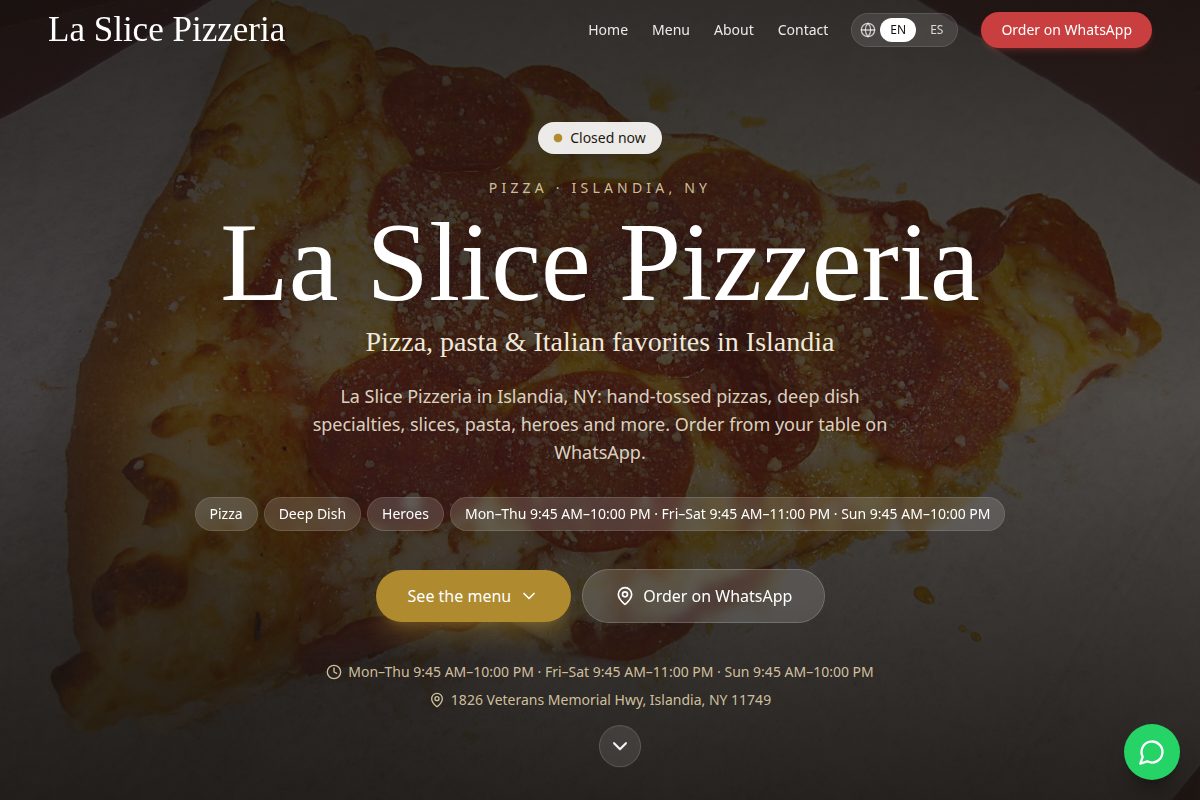 La Slice Pizzeria
Home
Menu
About
Contact
EN
ES
Order on WhatsApp
Closed now
PIZZA · ISLANDIA, NY
La Slice Pizzeria
Pizza, pasta & Italian favorites in Islandia
La Slice Pizzeria in Islandia, NY: hand-tossed pizzas, deep dish
specialties, slices, pasta, heroes and more. Order from your table on
WhatsApp.
Pizza
Deep Dish
Heroes
Mon–Thu 9:45 AM–10:00 PM · Fri–Sat 9:45 AM–11:00 PM · Sun 9:45 AM–10:00 PM
See the menu
Order on WhatsApp
Mon–Thu 9:45 AM–10:00 PM · Fri–Sat 9:45 AM–11:00 PM · Sun 9:45 AM–10:00 PM
1826 Veterans Memorial Hwy, Islandia, NY 11749